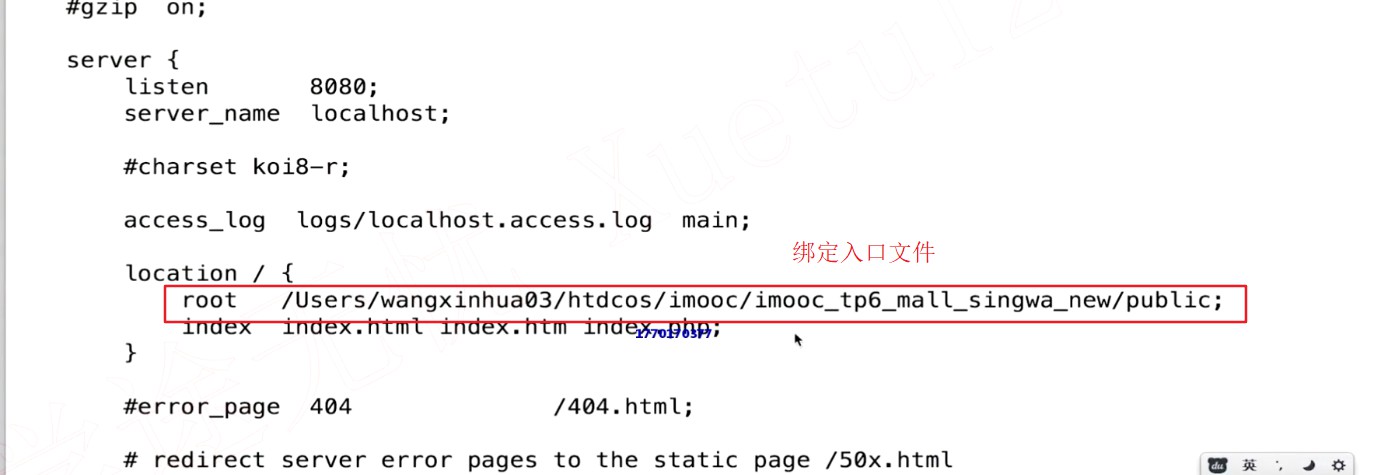 #gzip  on;
server {
listen       8080;
server_name  localhost;
#charset koi8-r;
access_log  logs/localhost.access.log  main;
绑定入口文件
location / {
root   /Users/wangxinhua03/htdcos/imooc/imooc_tp6_mall_singwa_new/public;
index  index.html index.htm index.php;
1770170377
}
#error_page  404              /404.html;
# redirect server error pages to the static page /50x.html
du 英